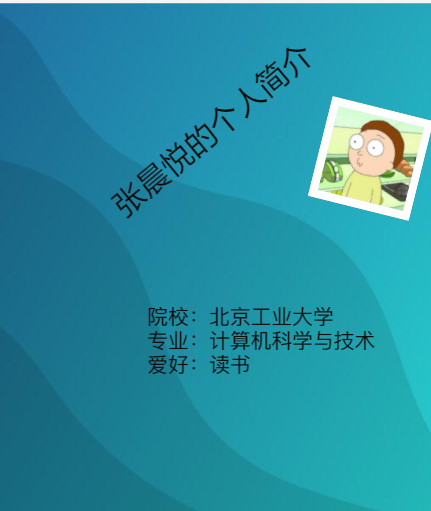 张晨悦的个人简介
院校：北京工业大学
专业：计算机科学与技术
爱好：读书